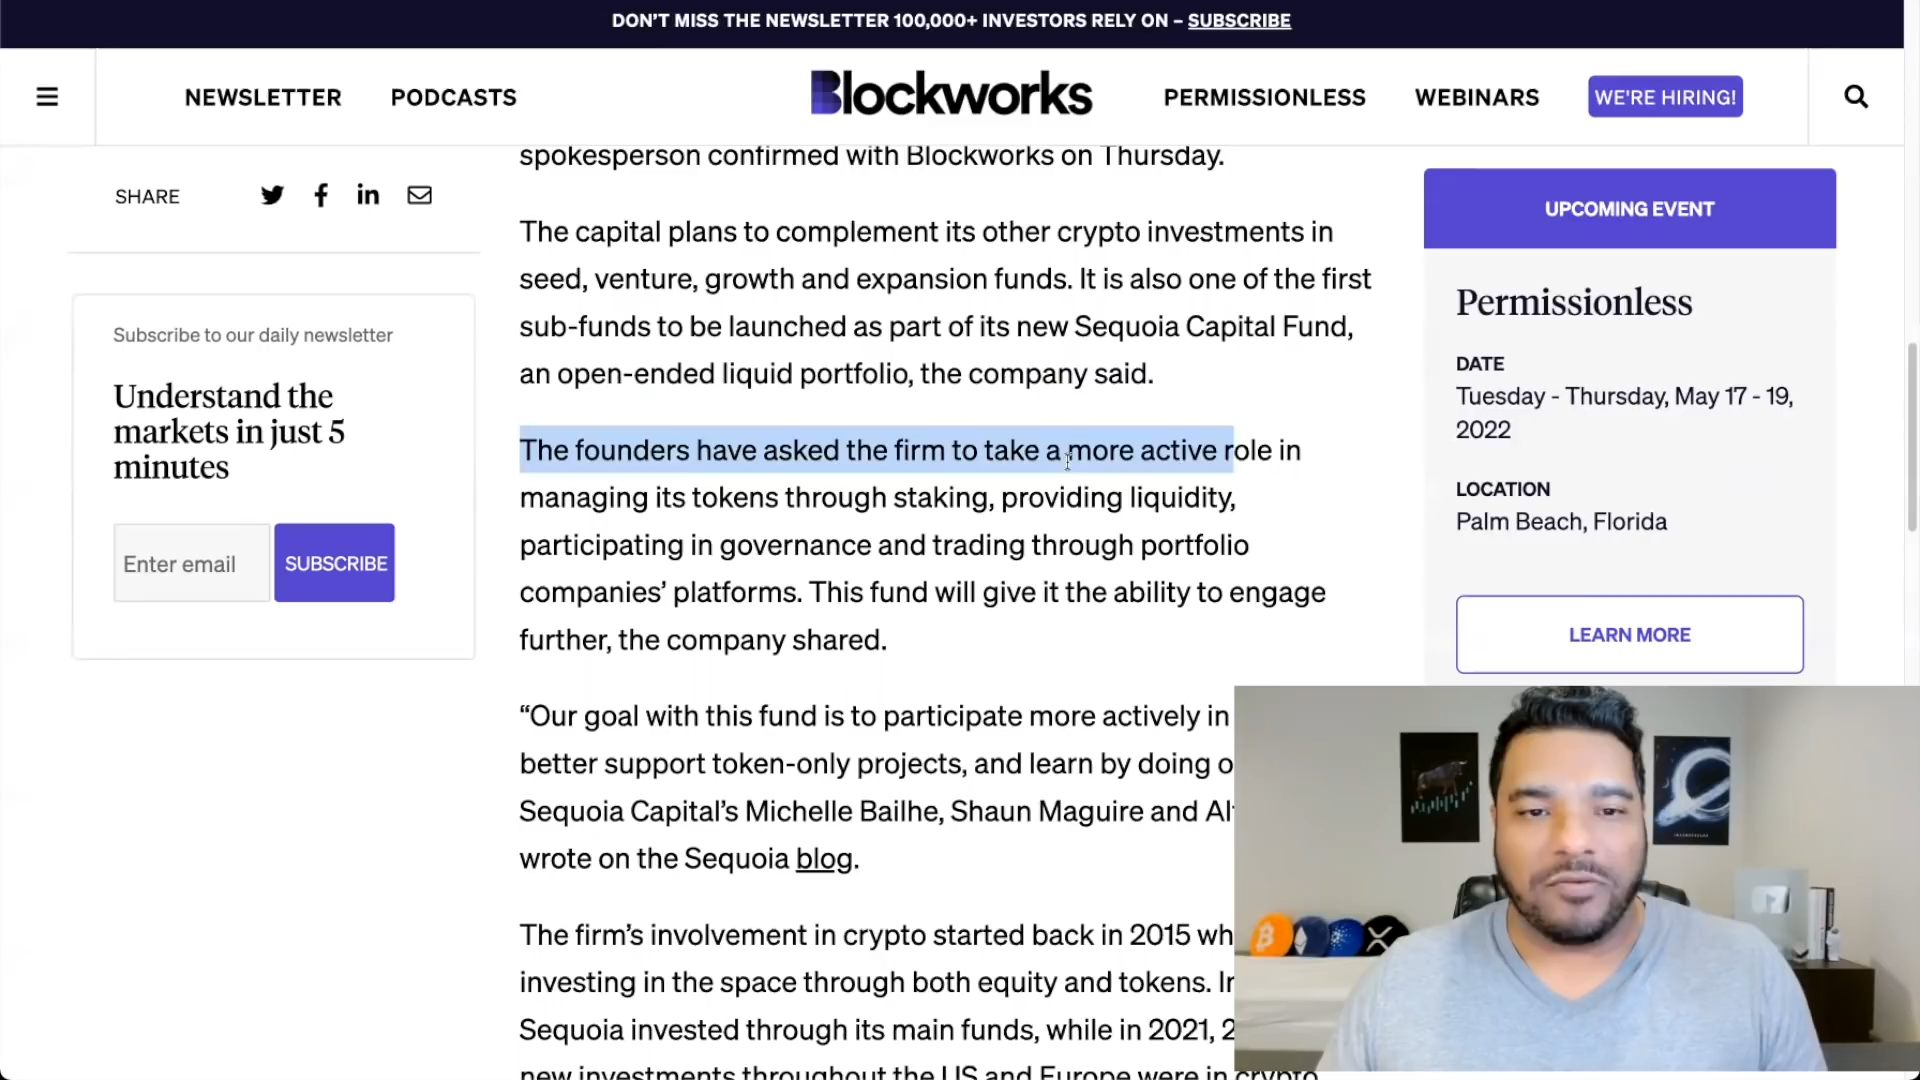 DON'T MISS THE NEWSLETTER 100,000+ INVESTORS RELY ON – SUBSCRIBE
NEWSLETTER
PODCASTS
Blockworks
PERMISSIONLESS
WEBINARS
WE'RE HIRING!
SHARE
Subscribe to our daily newsletter
Understand the
markets in just 5
minutes
Enter email
SUBSCRIBE
spokesperson confirmed with Blockworks on Thursday.
The capital plans to complement its other crypto investments in
seed, venture, growth and expansion funds. It is also one of the first
sub-funds to be launched as part of its new Sequoia Capital Fund,
an open-ended liquid portfolio, the company said.
The founders have asked the firm to take a more active role in
managing its tokens through staking, providing liquidity,
participating in governance and trading through portfolio
companies’ platforms. This fund will give it the ability to engage
further, the company shared.
“Our goal with this fund is to participate more actively in
better support token-only projects, and learn by doing
Sequoia Capital’s Michelle Bailhe, Shaun Maguire and
wrote on the Sequoia blog.
The firm’s involvement in crypto started back in 2015
investing in the space through both equity and tokens.
Sequoia invested through its main funds, while in 2021,
new investments throughout the US and Europe were in crypto
UPCOMING EVENT
Permissionless
DATE
Tuesday - Thursday, May 17 - 19,
2022
LOCATION
Palm Beach, Florida
LEARN MORE